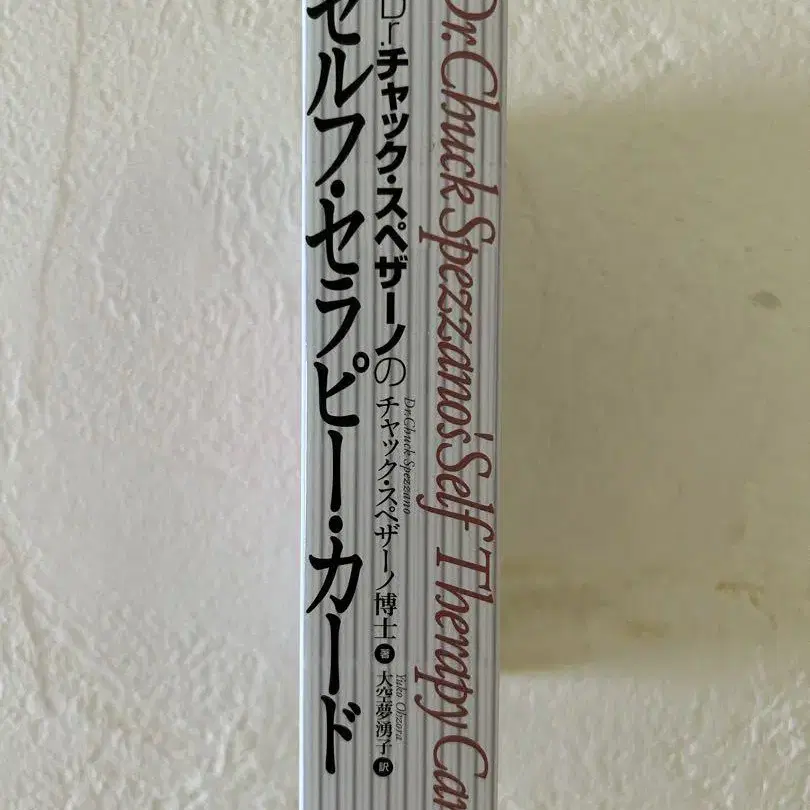 Dr.Chuck Spezzano's Self Therapy Car
Dr.チャック・スペザーノの
セルフ・セラピー・カード
Dr.Chuck Spezzano
チャック・スペザーノ博士 著
Yuko Ohzora
大空夢湧子 訳